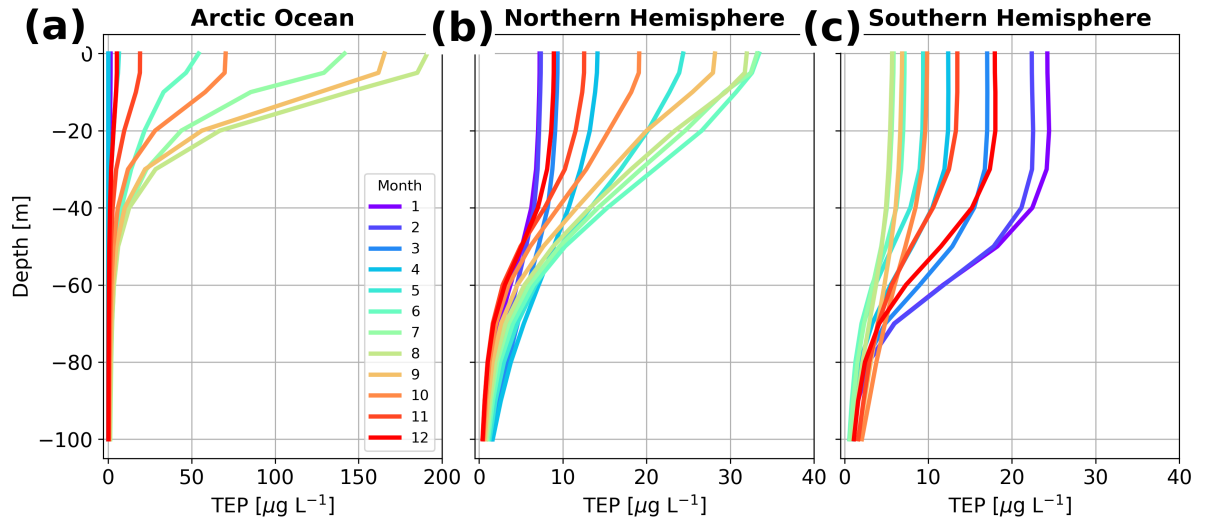 (a) Arctic Ocean
(b) Northern Hemisphere
(c) Southern Hemisphere
Depth [m]
0
−20
−40
−60
−80
−100
Month
1
2
3
4
5
6
7
8
9
10
11
12
0 50 100 150 200
0 10 20 30 40
0 10 20 30 40
TEP [μg L⁻¹]
TEP [μg L⁻¹]
TEP [μg L⁻¹]